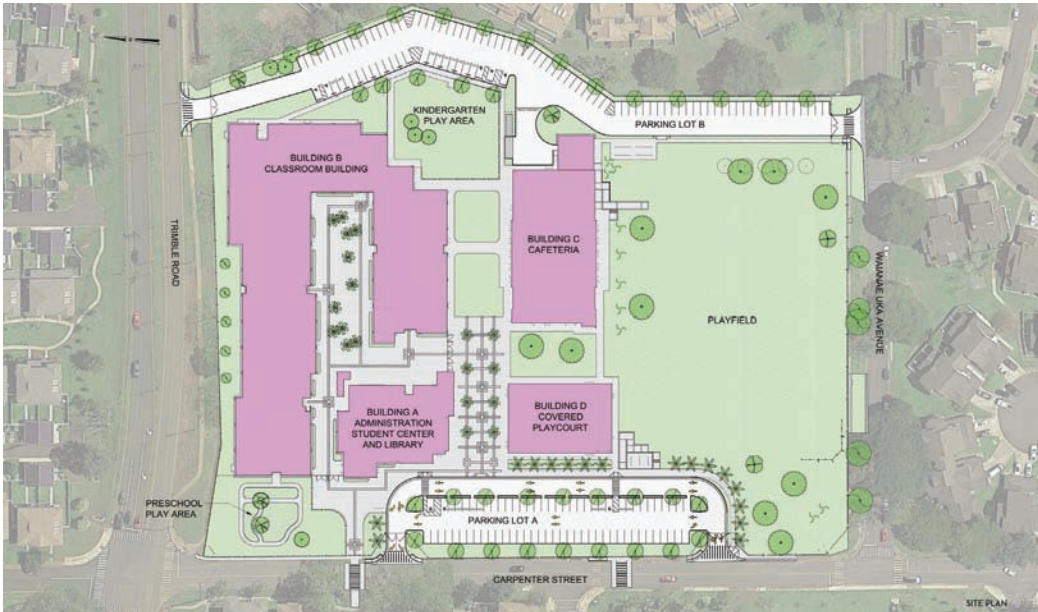 KINDERGARTEN
PLAY AREA
PARKING LOT B
BUILDING B
CLASSROOM BUILDING
TRIMBLE ROAD
BUILDING C
CAFETERIA
PLAYFIELD
WAIANAE UKA AVENUE
BUILDING A
ADMINISTRATION
STUDENT CENTER
AND LIBRARY
BUILDING D
COVERED
PLAYCOURT
PRESCHOOL
PLAY AREA
PARKING LOT A
CARPENTER STREET
SITE PLAN